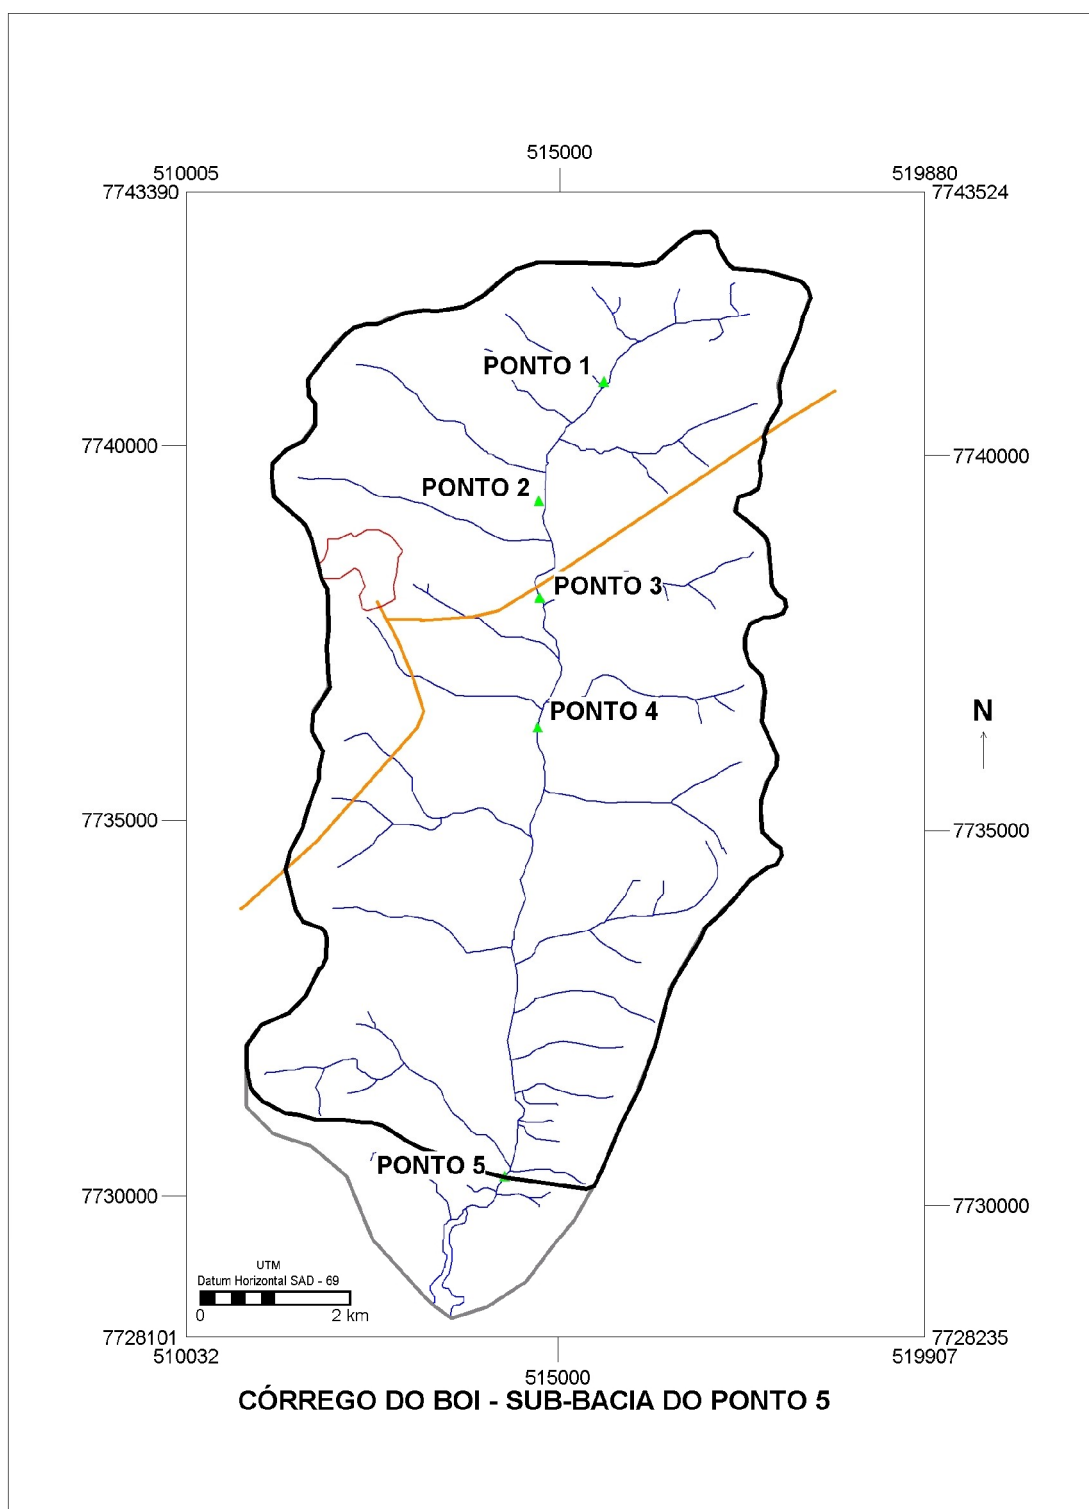 515000
510005
519880
7743390
7743524
PONTO 1
7740000
7740000
PONTO 2
PONTO 3
PONTO 4
N
7735000
7735000
PONTO 5
7730000
7730000
UTM
Datum Horizontal SAD - 69
0
2 km
7728101
7728235
510032
519907
515000
CÓRREGO DO BOI - SUB-BACIA DO PONTO 5